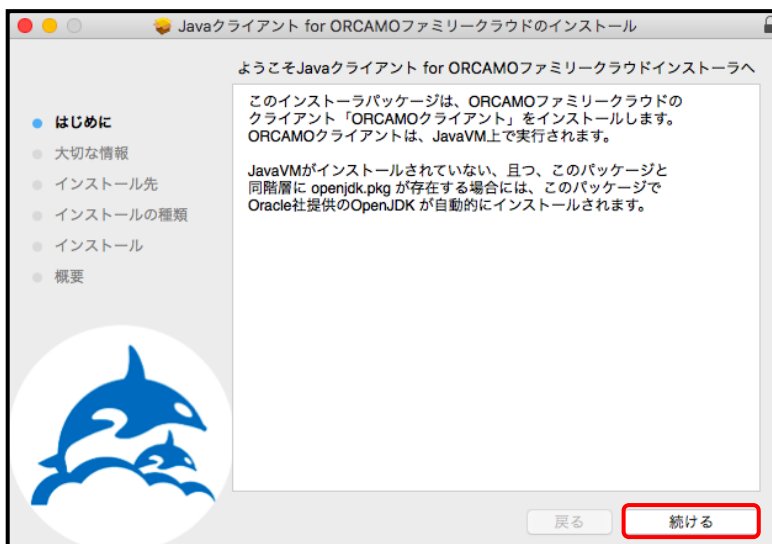 Javaクライアント for ORCAMOファミリークラウドのインストール
ようこそJavaクライアント for ORCAMOファミリークラウドインストーラへ
はじめに
大切な情報
インストール先
インストールの種類
インストール
概要
このインストーラパッケージは、ORCAMOファミリークラウドの
クライアント「ORCAMOクライアント」をインストールします。
ORCAMOクライアントは、JavaVM上で実行されます。
JavaVMがインストールされていない、且つ、このパッケージと
同階層に openjdk.pkg が存在する場合には、このパッケージで
Oracle社提供のOpenJDK が自動的にインストールされます。
戻る
続ける